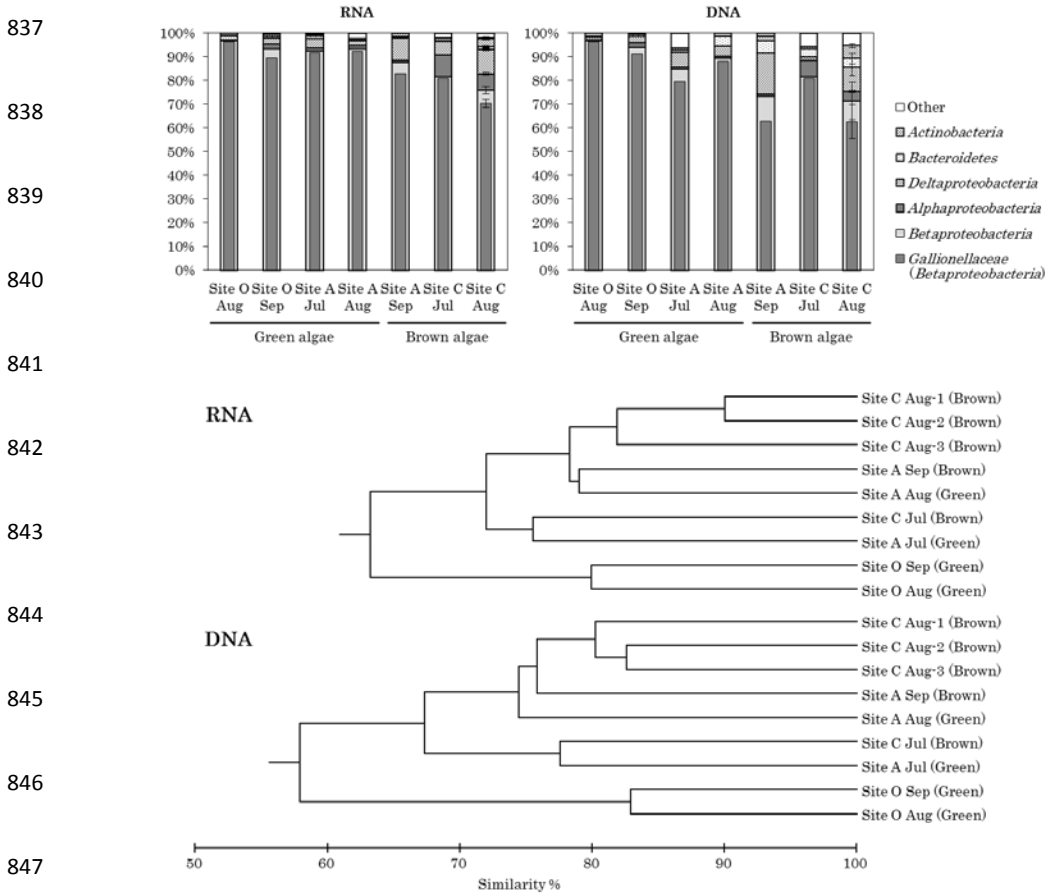 837
838
839
840
841
842
843
844
845
846
847
RNA
100%
90%
80%
70%
60%
50%
40%
30%
20%
10%
0%
Site O Aug
Site O Sep
Site A Jul
Site A Aug
Site A Sep
Site C Jul
Site C Aug
Green algae
Brown algae
DNA
100%
90%
80%
70%
60%
50%
40%
30%
20%
10%
0%
Site O Aug
Site O Sep
Site A Jul
Site A Aug
Site A Sep
Site C Jul
Site C Aug
Green algae
Brown algae
Other
Actinobacteria
Bacteroidetes
Deltaproteobacteria
Alphaproteobacteria
Betaproteobacteria
Gallionellaceae
(Betaproteobacteria)
RNA
Site C Aug-1 (Brown)
Site C Aug-2 (Brown)
Site C Aug-3 (Brown)
Site A Sep (Brown)
Site A Aug (Green)
Site C Jul (Brown)
Site A Jul (Green)
Site O Sep (Green)
Site O Aug (Green)
DNA
Site C Aug-1 (Brown)
Site C Aug-2 (Brown)
Site C Aug-3 (Brown)
Site A Sep (Brown)
Site A Aug (Green)
Site C Jul (Brown)
Site A Jul (Green)
Site O Sep (Green)
Site O Aug (Green)
50 60 70 80 90 100
Similarity %